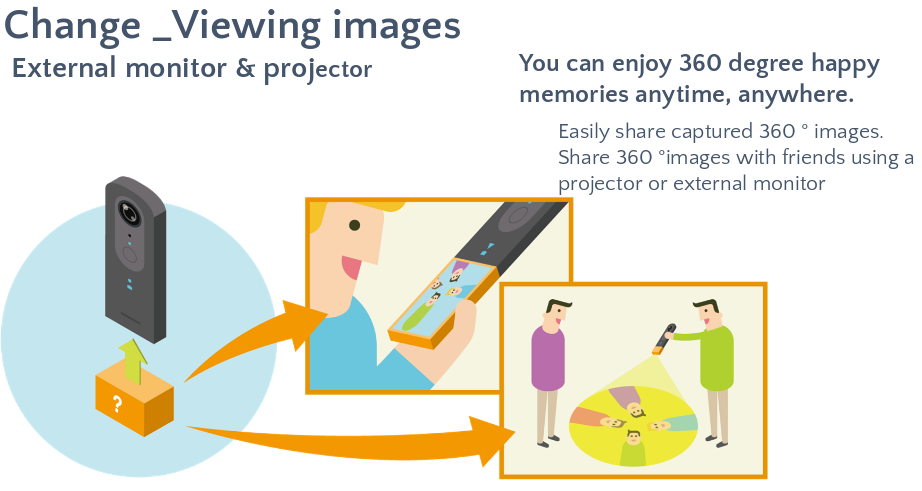 Change _Viewing images
External monitor & projector
You can enjoy 360 degree happy
memories anytime, anywhere.
Easily share captured 360 ° images.
Share 360 °images with friends using a
projector or external monitor
?